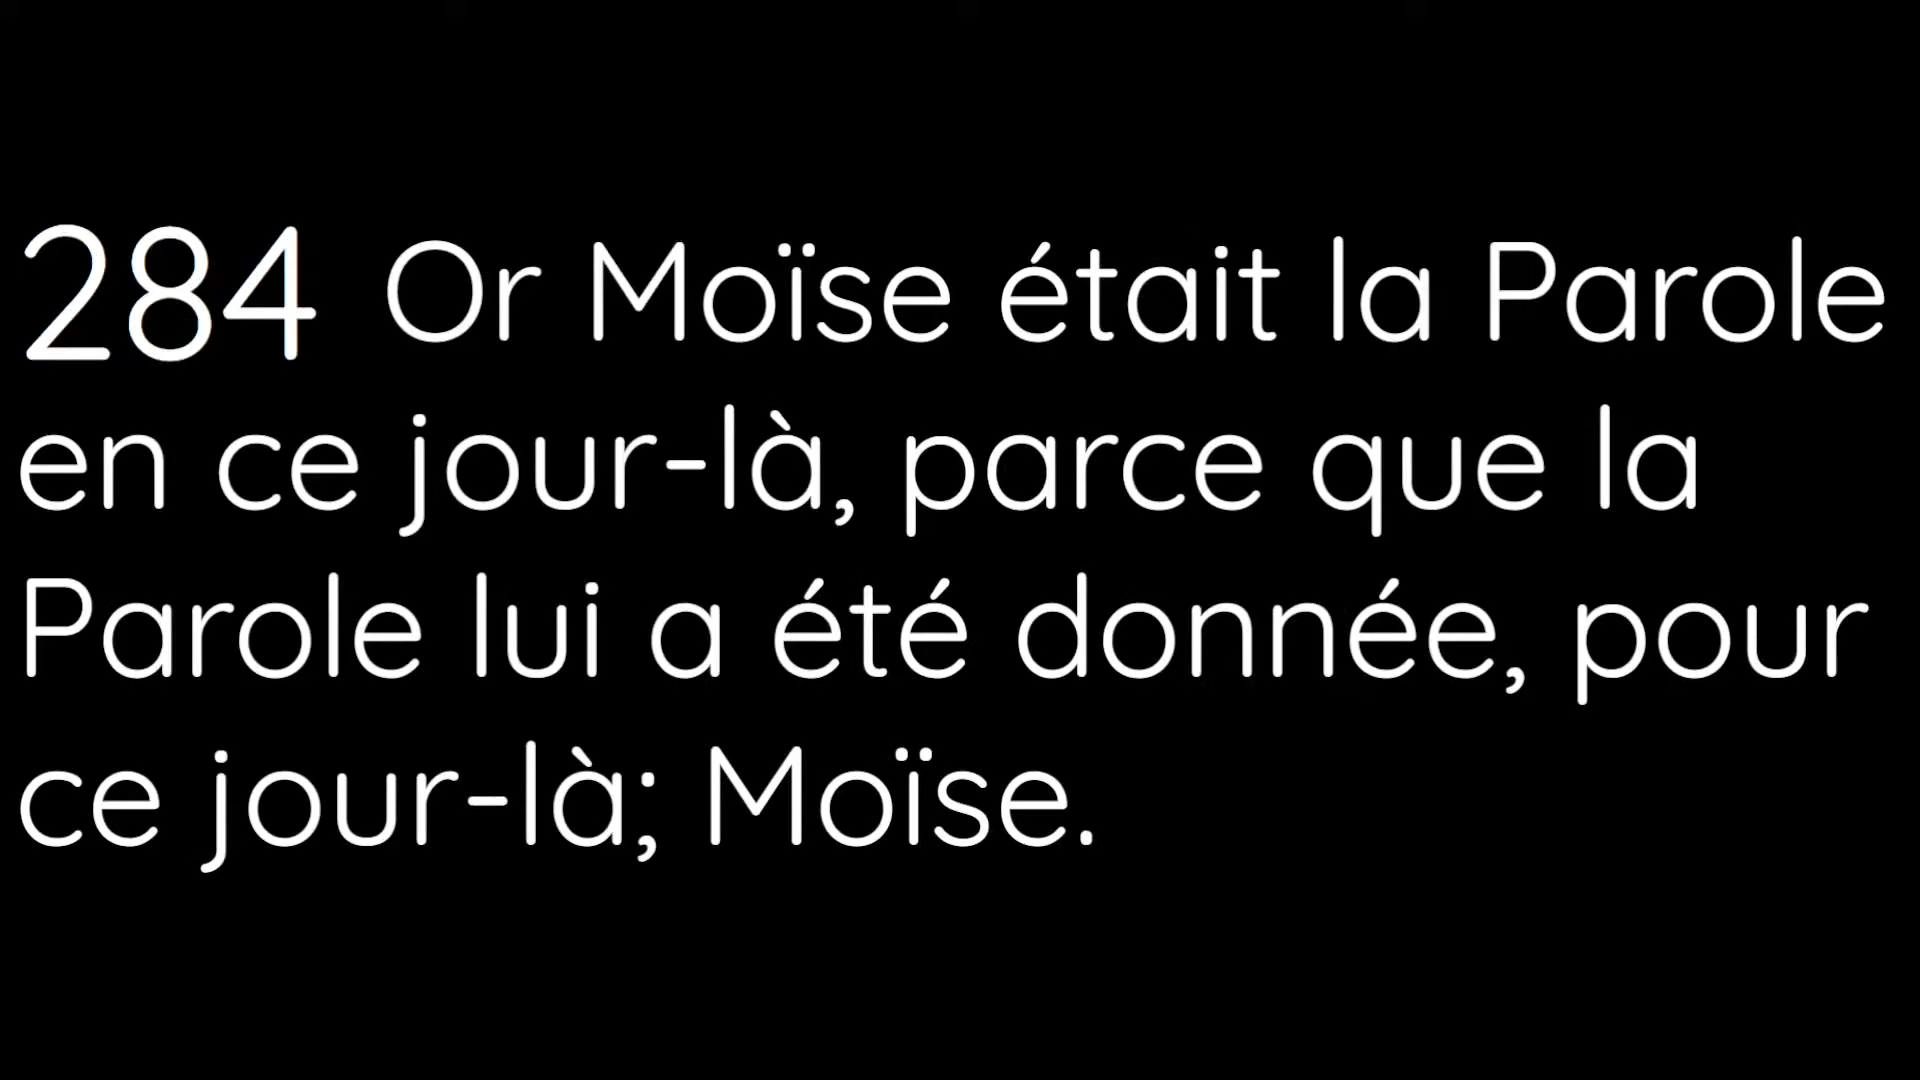 284 Or Moïse était la Parole
en ce jour-là, parce que la
Parole lui a été donnée, pour
ce jour-là; Moïse.